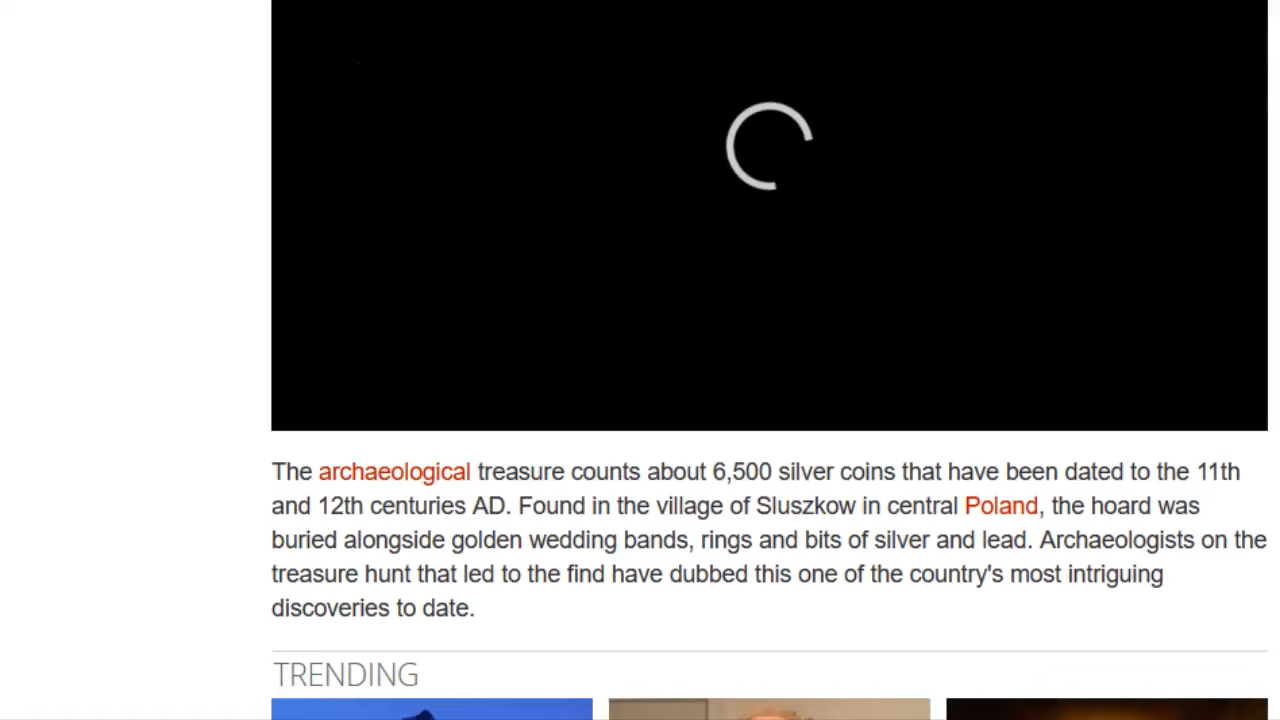 The archaeological treasure counts about 6,500 silver coins that have been dated to the 11th
and 12th centuries AD. Found in the village of Sluszkow in central Poland, the hoard was
buried alongside golden wedding bands, rings and bits of silver and lead. Archaeologists on the
treasure hunt that led to the find have dubbed this one of the country's most intriguing
discoveries to date.
TRENDING